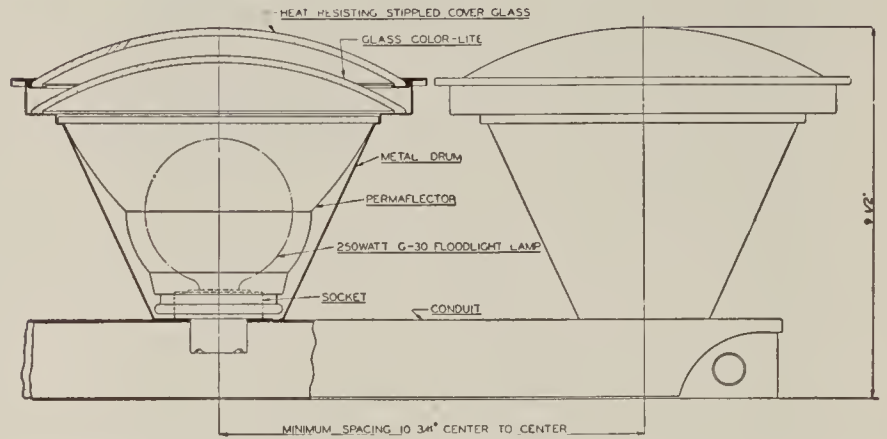 HEAT RESISTING STIPPLED COVER GLASS
GLASS COLOR-LITE
METAL DRUM
PERMAFLECTOR
250WATT G-30 FLOODLIGHT LAMP
SOCKET
CONDUIT
9 1/2"
MINIMUM SPACING 10 3/4" CENTER TO CENTER